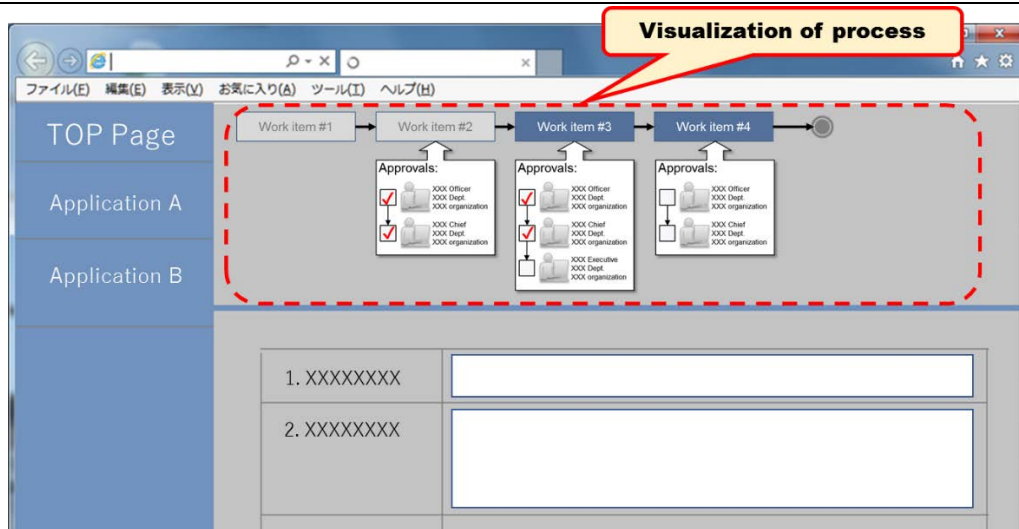 Visualization of process
ファイル(F) 編集(E) 表示(V) お気に入り(A) ツール(T) ヘルプ(H)
TOP Page
Application A
Application B
Work item #1
Work item #2
Work item #3
Work item #4
Approvals:
XXX Officer
XXX Dept.
XXX organization
XXX Chief
XXX Dept.
XXX organization
Approvals:
XXX Officer
XXX Dept.
XXX organization
XXX Chief
XXX Dept.
XXX organization
XXX Executive
XXX Dept.
XXX organization
Approvals:
XXX Officer
XXX Dept.
XXX organization
XXX Chief
XXX Dept.
XXX organization
1. XXXXXXXX
2. XXXXXXXX